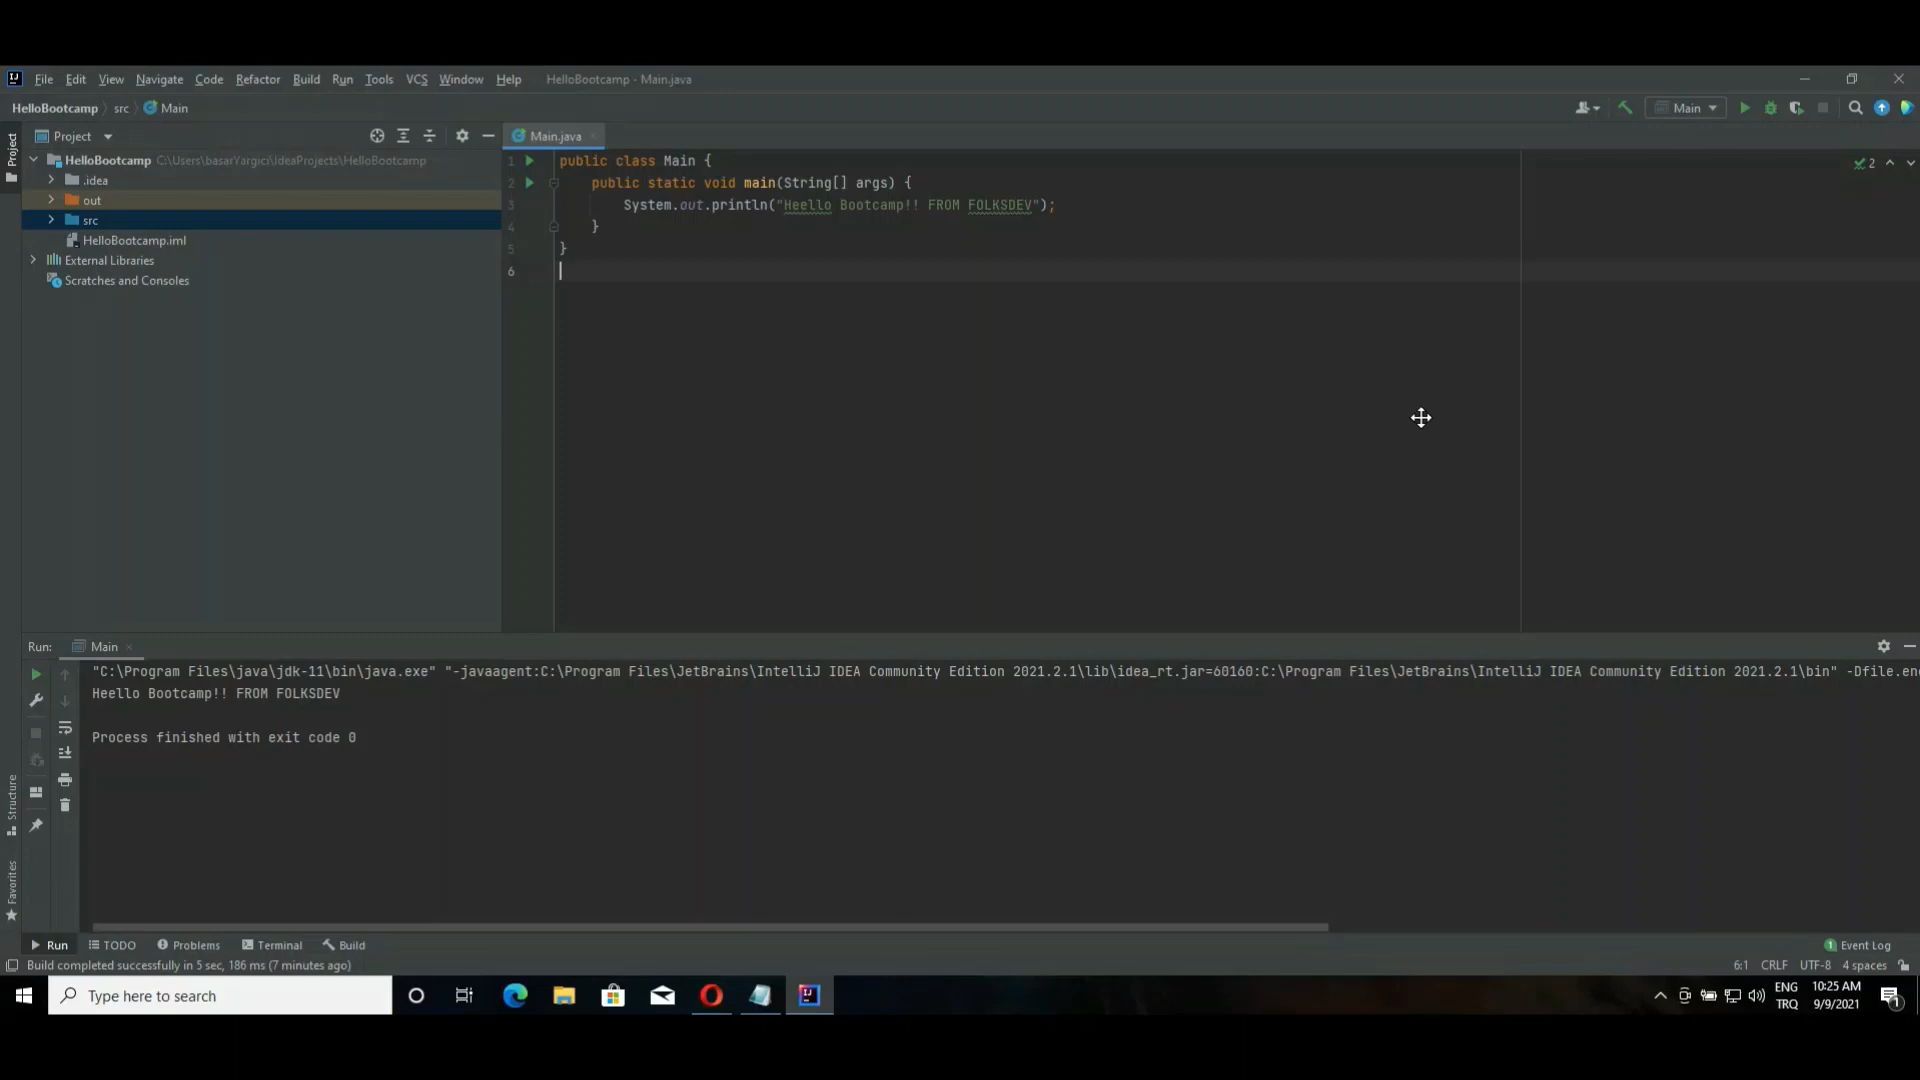 File Edit View Navigate Code Refactor Build Run Tools VCS Window Help HelloBootcamp - Main.java
HelloBootcamp src Main
Main
Project
Project
Main.java
HelloBootcamp C:\Users\basarYargici\IdeaProjects\HelloBootcamp
.idea
out
src
HelloBootcamp.iml
External Libraries
Scratches and Consoles
1 public class Main {
2 public static void main(String[] args) {
3 System.out.println("Heello Bootcamp!! FROM FOLKSDEV");
4 }
5 }
6
2
Run: Main
"C:\Program Files\java\jdk-11\bin\java.exe" "-javaagent:C:\Program Files\JetBrains\IntelliJ IDEA Community Edition 2021.2.1\lib\idea_rt.jar=60160:C:\Program Files\JetBrains\IntelliJ IDEA Community Edition 2021.2.1\bin" -Dfile.en
Heello Bootcamp!! FROM FOLKSDEV
Process finished with exit code 0
Structure
Favorites
Run TODO Problems Terminal Build
1 Event Log
Build completed successfully in 5 sec, 186 ms (7 minutes ago)
6:1 CRLF UTF-8 4 spaces
Type here to search
ENG
TRQ
10:25 AM
9/9/2021
1